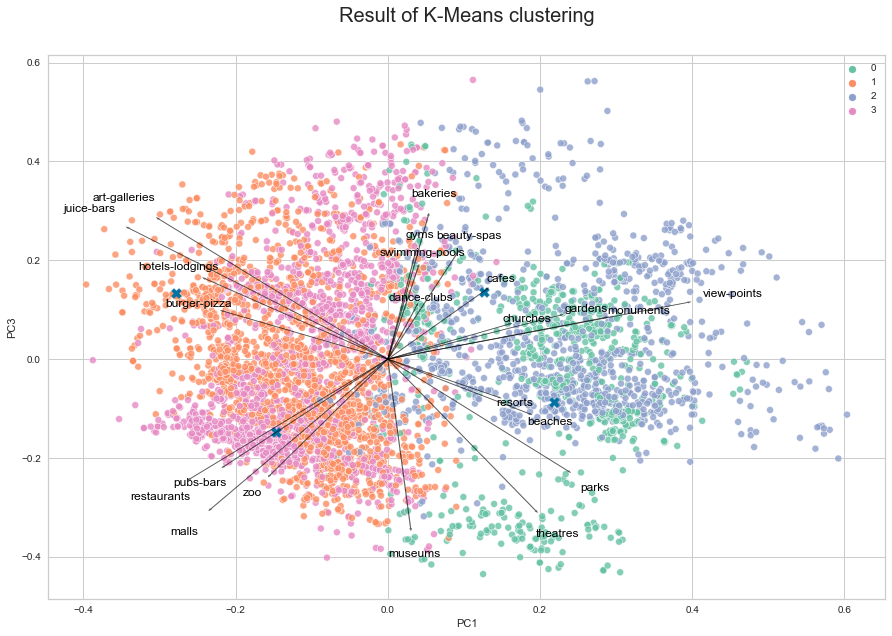 Result of K-Means clustering
0.6
0
1
2
3
0.4
bakeries
art-galleries
juice-bars
gyms
beauty-spas
swimming-pools
0.2
hotels-lodgings
cafes
view-points
dance-clubs
burger-pizza
gardens
monuments
churches
PC3
0.0
resorts
beaches
−0.2
pubs-bars
parks
zoo
restaurants
malls
theatres
museums
−0.4
−0.4
−0.2
0.0
0.2
0.4
0.6
PC1